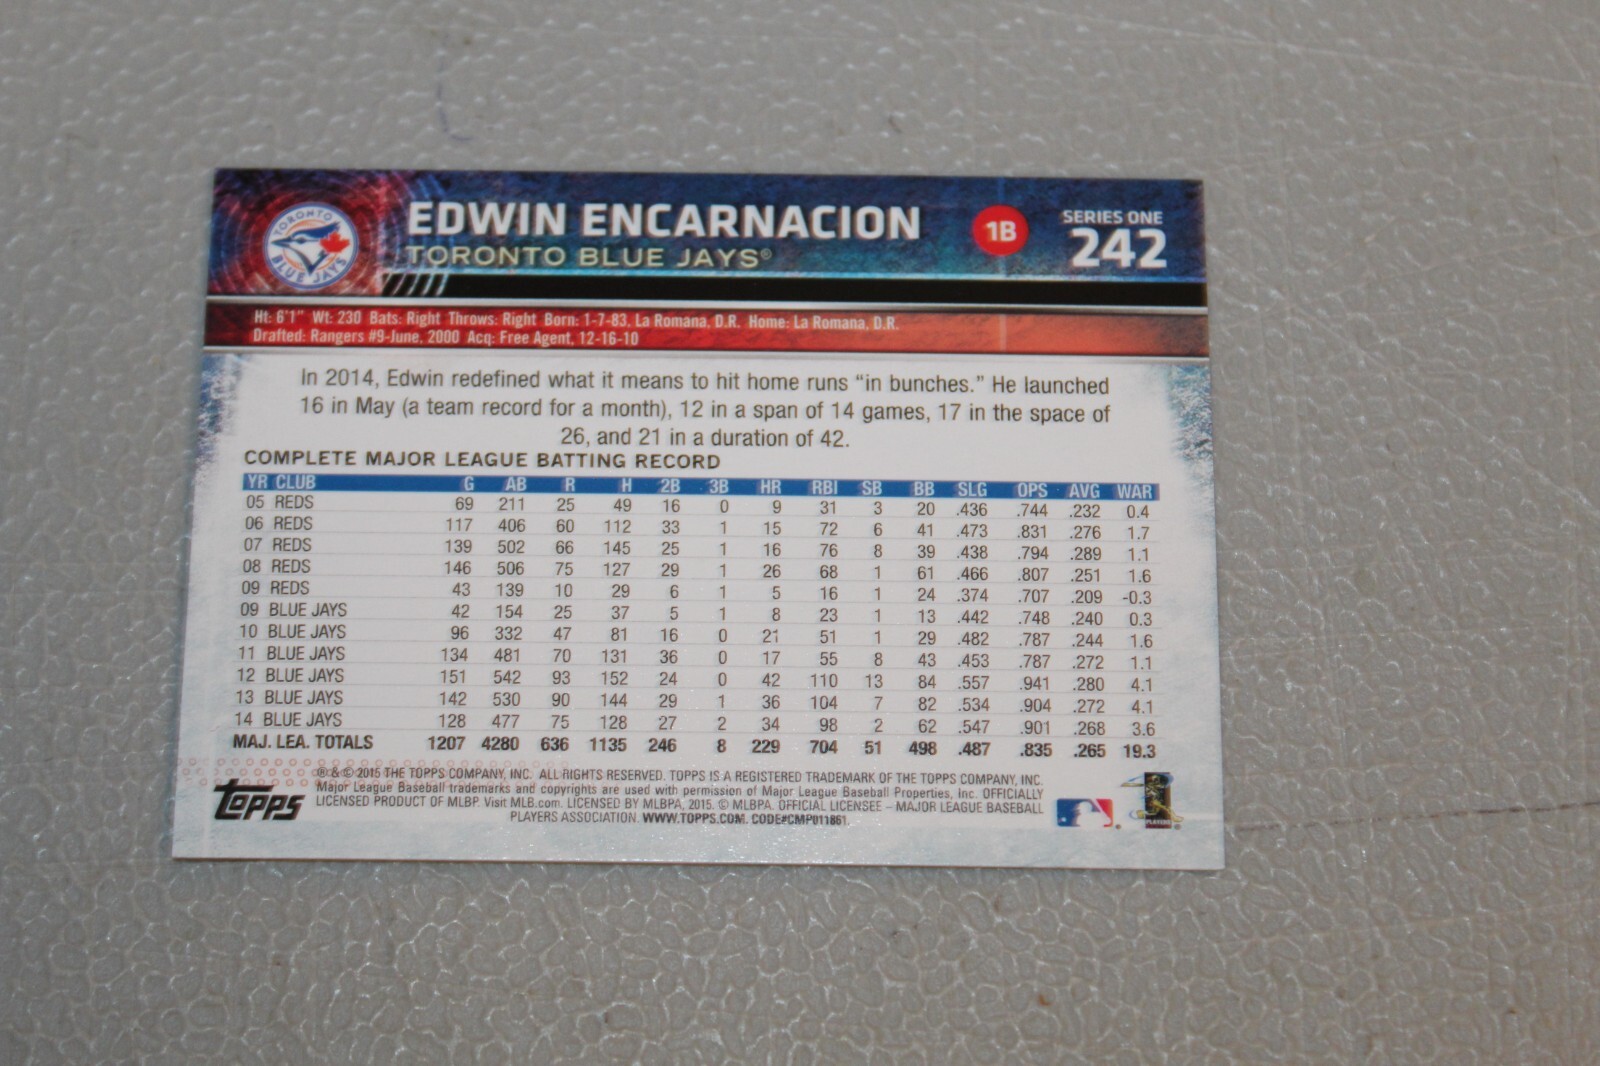 TORONTO
BLUE JAYS
EDWIN ENCARNACION
TORONTO BLUE JAYS®
1B
SERIES ONE
242
Ht: 6'1" Wt: 230 Bats: Right Throws: Right Born: 1-7-83, La Romana, D.R. Home: La Romana, D.R.
Drafted: Rangers #9-June, 2000 Acq: Free Agent, 12-16-10
In 2014, Edwin redefined what it means to hit home runs “in bunches.” He launched
16 in May (a team record for a month), 12 in a span of 14 games, 17 in the space of
26, and 21 in a duration of 42.
COMPLETE MAJOR LEAGUE BATTING RECORD
YR CLUB G AB R H 2B 3B HR RBI SB BB SLG OPS AVG WAR
05 REDS 69 211 25 49 16 0 9 31 3 20 .436 .744 .232 0.4
06 REDS 117 406 60 112 33 1 15 72 6 41 .473 .831 .276 1.7
07 REDS 139 502 66 145 25 1 16 76 8 39 .438 .794 .289 1.1
08 REDS 146 506 75 127 29 1 26 68 1 61 .466 .807 .251 1.6
09 REDS 43 139 10 29 6 1 5 16 1 24 .374 .707 .209 -0.3
09 BLUE JAYS 42 154 25 37 5 1 8 23 1 13 .442 .748 .240 0.3
10 BLUE JAYS 96 332 47 81 16 0 21 51 1 29 .482 .787 .244 1.6
11 BLUE JAYS 134 481 70 131 36 0 17 55 8 43 .453 .787 .272 1.1
12 BLUE JAYS 151 542 93 152 24 0 42 110 13 84 .557 .941 .280 4.1
13 BLUE JAYS 142 530 90 144 29 1 36 104 7 82 .534 .904 .272 4.1
14 BLUE JAYS 128 477 75 128 27 2 34 98 2 62 .547 .901 .268 3.6
MAJ. LEA. TOTALS 1207 4280 636 1135 246 8 229 704 51 498 .487 .835 .265 19.3
topps
® & © 2015 THE TOPPS COMPANY, INC. ALL RIGHTS RESERVED. TOPPS IS A REGISTERED TRADEMARK OF THE TOPPS COMPANY, INC.
Major League Baseball trademarks and copyrights are used with permission of Major League Baseball Properties, Inc. OFFICIALLY
LICENSED PRODUCT OF MLBP Visit MLB.com. LICENSED BY MLBPA, 2015. © MLBPA. OFFICIAL LICENSEE – MAJOR LEAGUE BASEBALL
PLAYERS ASSOCIATION. WWW.TOPPS.COM. CODE#CMP011861.
PLAYERS